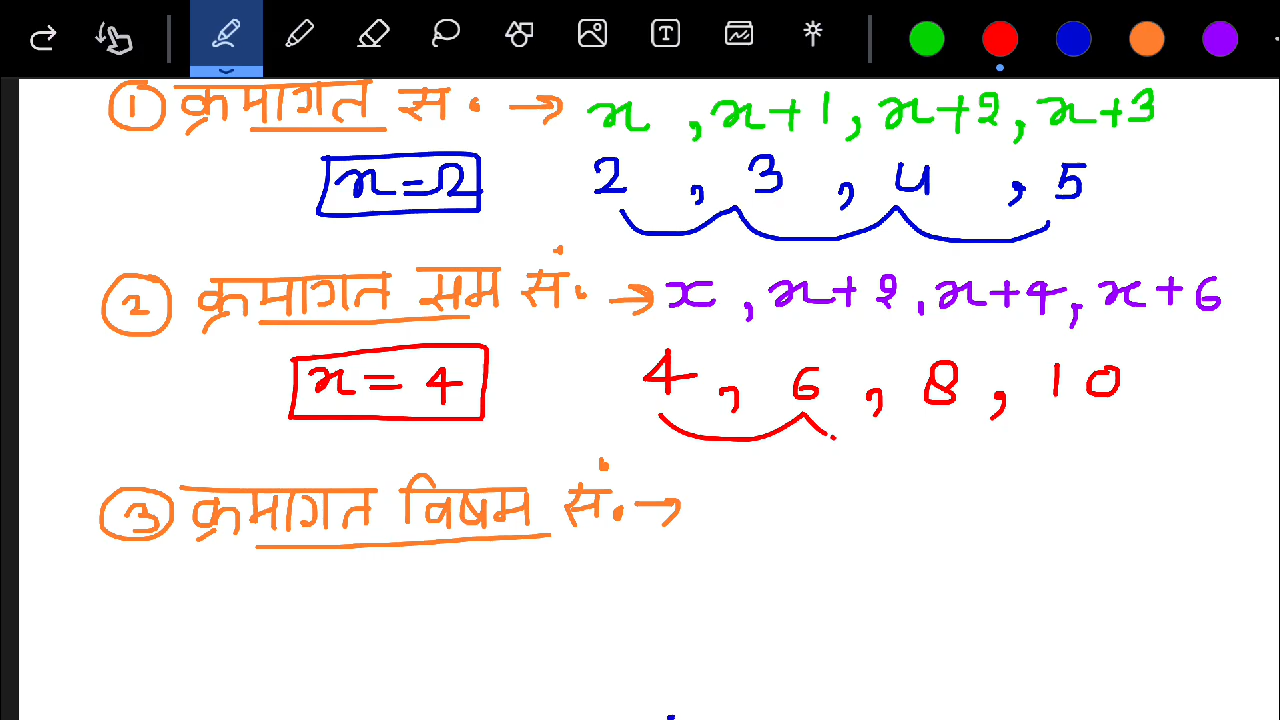 ① क्रमागत स. → x, x+1, x+2, x+3
x=2 2, 3, 4, 5
② क्रमागत सम सं. → x, x+2, x+4, x+6
x=4 4, 6, 8, 10
③ क्रमागत विषम सं. →